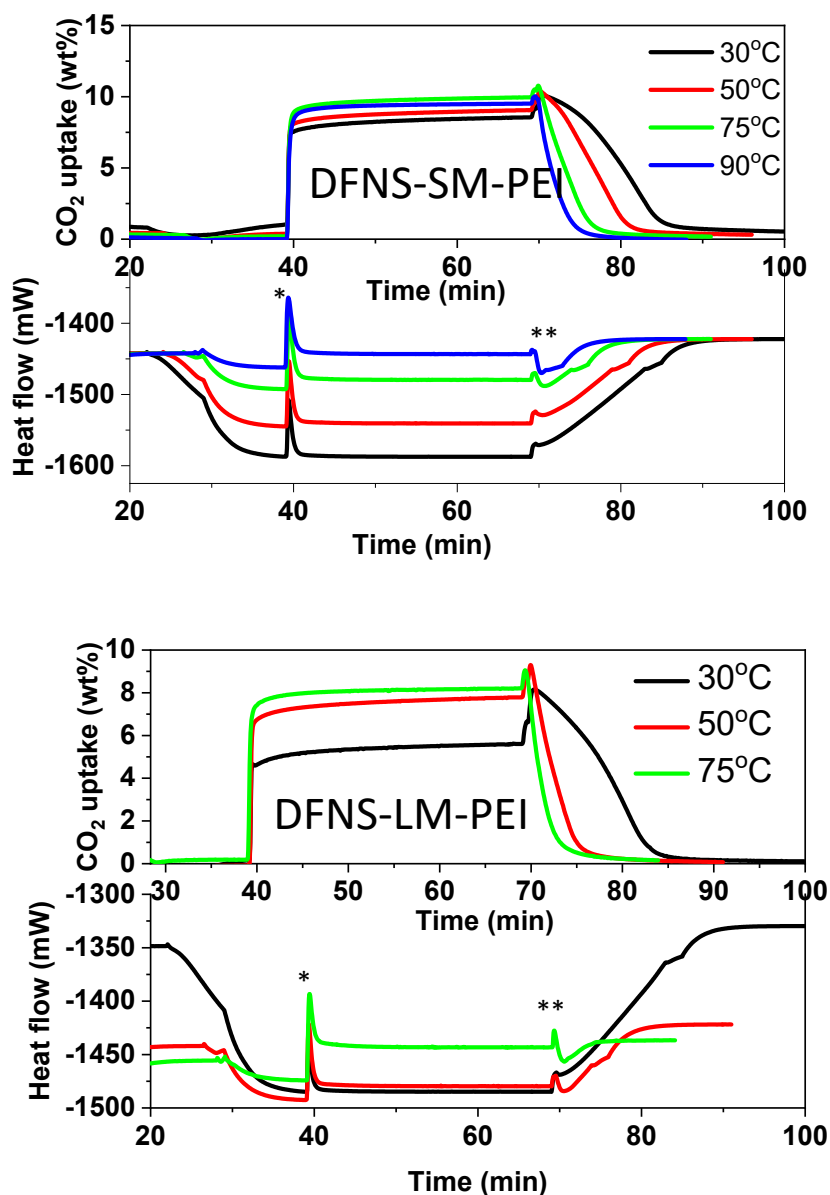 15
10
5
0
CO₂ uptake (wt%)
30°C
50°C
75°C
90°C
DFNS-SM-PEI
20 40 60 80 100
Time (min)
* **
-1400
-1500
-1600
Heat flow (mW)
20 40 60 80 100
Time (min)
10
8
6
4
2
0
CO₂ uptake (wt%)
30°C
50°C
75°C
DFNS-LM-PEI
30 40 50 60 70 80 90 100
Time (min)
-1300
-1350
-1400
-1450
-1500
Heat flow (mW)
* **
20 40 60 80 100
Time (min)